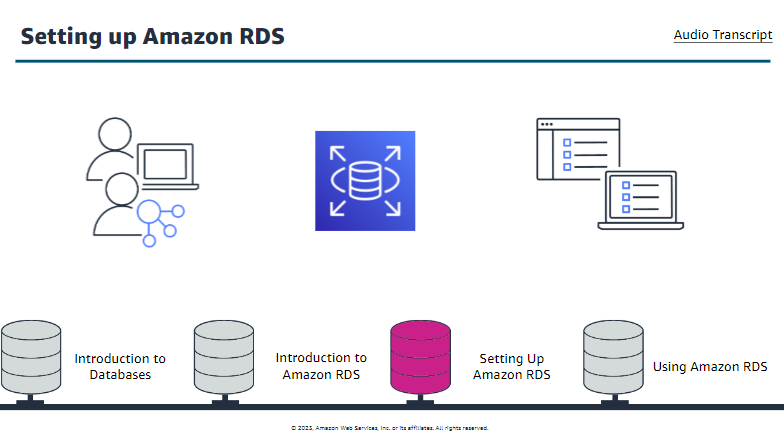 Setting up Amazon RDS
Audio Transcript
Introduction to
Databases
Introduction to
Amazon RDS
Setting Up
Amazon RDS
Using Amazon RDS
© 2023, Amazon Web Services, Inc. or its affiliates. All rights reserved.